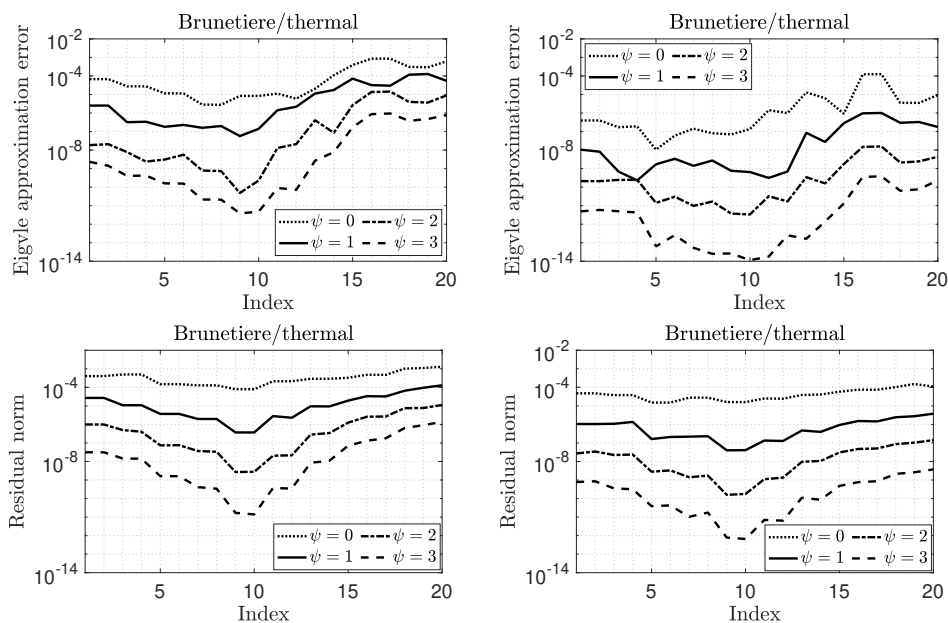 Brunetiere/thermal
Eigvle approximation error
10-2
10-4
10-8
10-14
ψ = 0
ψ = 2
ψ = 1
ψ = 3
5
10
15
20
Index
Brunetiere/thermal
Eigvle approximation error
10-2
10-4
10-8
10-14
ψ = 0
ψ = 2
ψ = 1
ψ = 3
5
10
15
20
Index
Brunetiere/thermal
Residual norm
10-4
10-8
10-14
ψ = 0
ψ = 2
ψ = 1
ψ = 3
5
10
15
20
Index
Brunetiere/thermal
Residual norm
10-2
10-4
10-8
10-14
ψ = 0
ψ = 2
ψ = 1
ψ = 3
5
10
15
20
Index